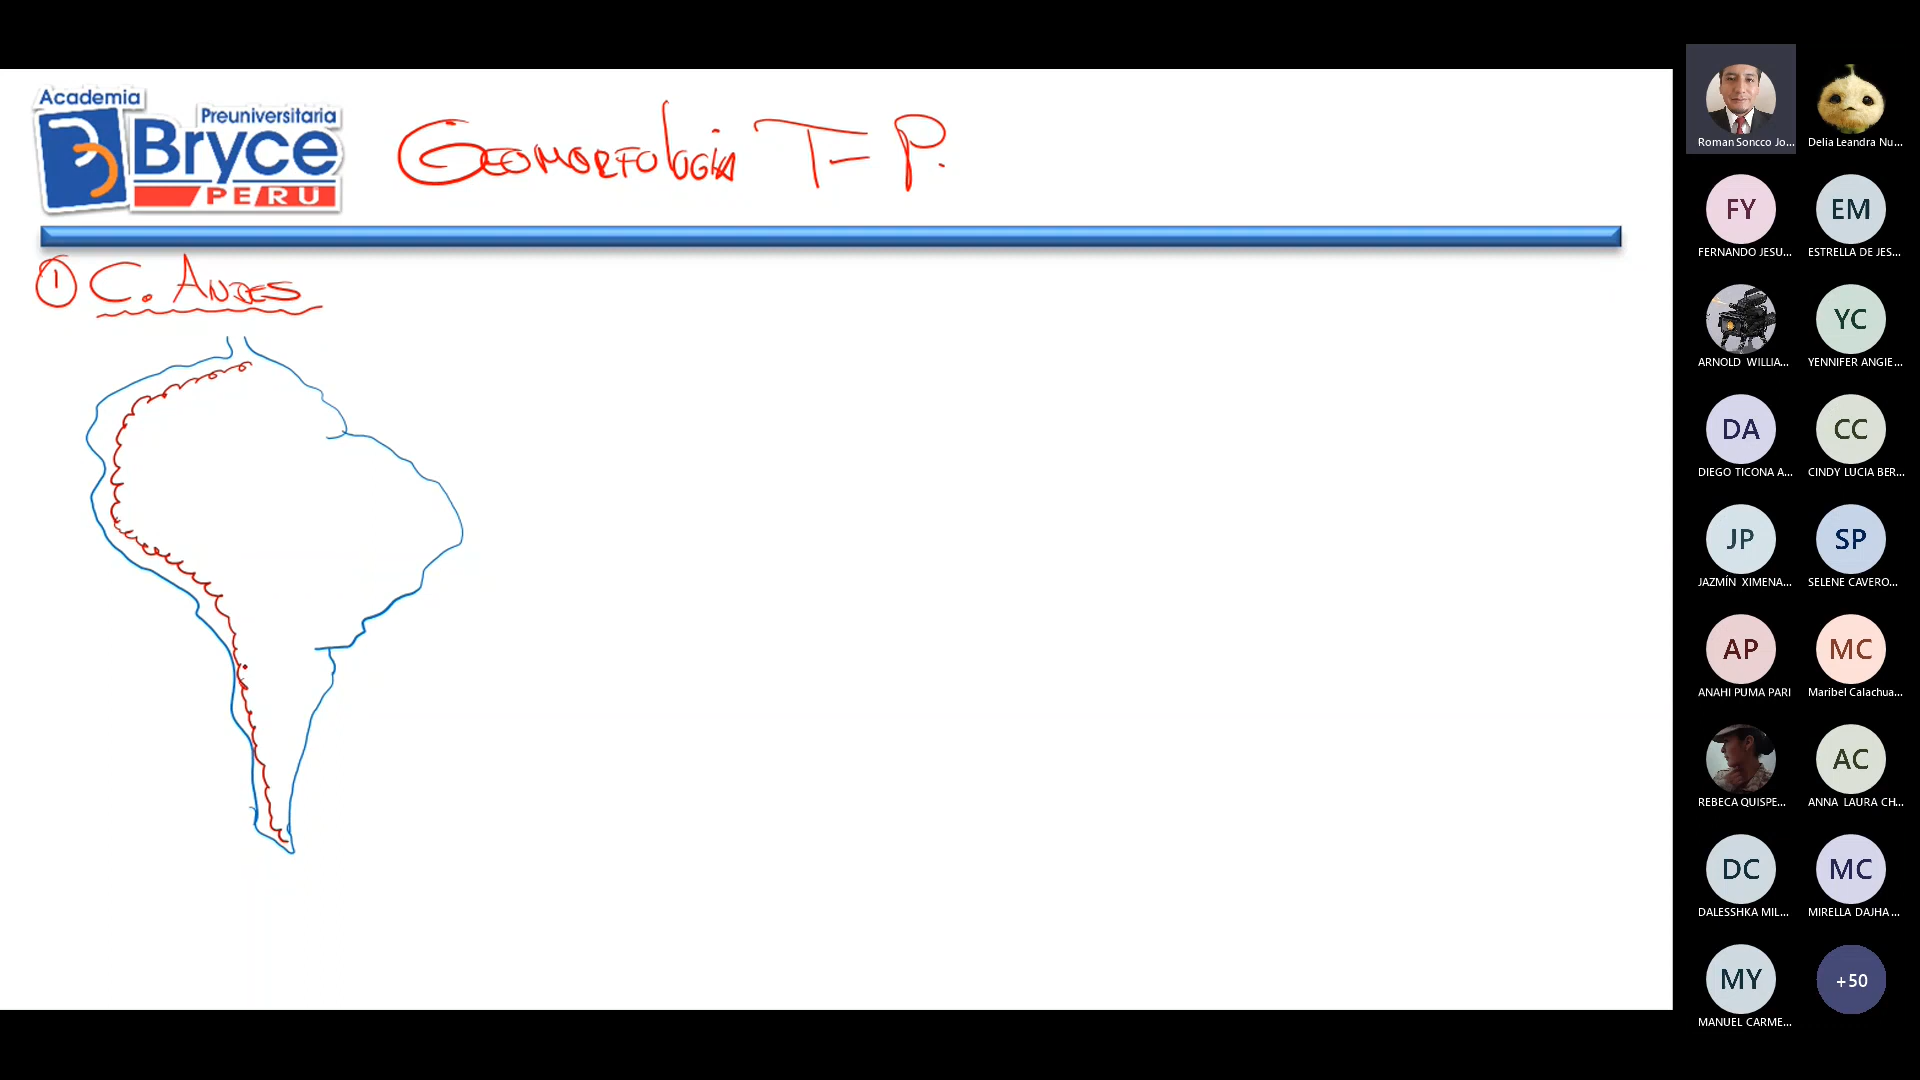 Academia
Preuniversitaria
Bryce
PERU
GEOMORFOLOGIA T-P.
① C. ANDES
Roman Soncco Jo...
Delia Leandra Nu...
FY
FERNANDO JESU...
EM
ESTRELLA DE JES...
ARNOLD WILLIA...
YC
YENNIFER ANGIE...
DA
DIEGO TICONA A...
CC
CINDY LUCIA BER...
JP
JAZMÍN XIMENA...
SP
SELENE CAVERO...
AP
ANAHI PUMA PARI
MC
Maribel Calachua...
REBECA QUISPE...
AC
ANNA LAURA CH...
DC
DALESSHKA MIL...
MC
MIRELLA DAJHA...
MY
MANUEL CARME...
+50